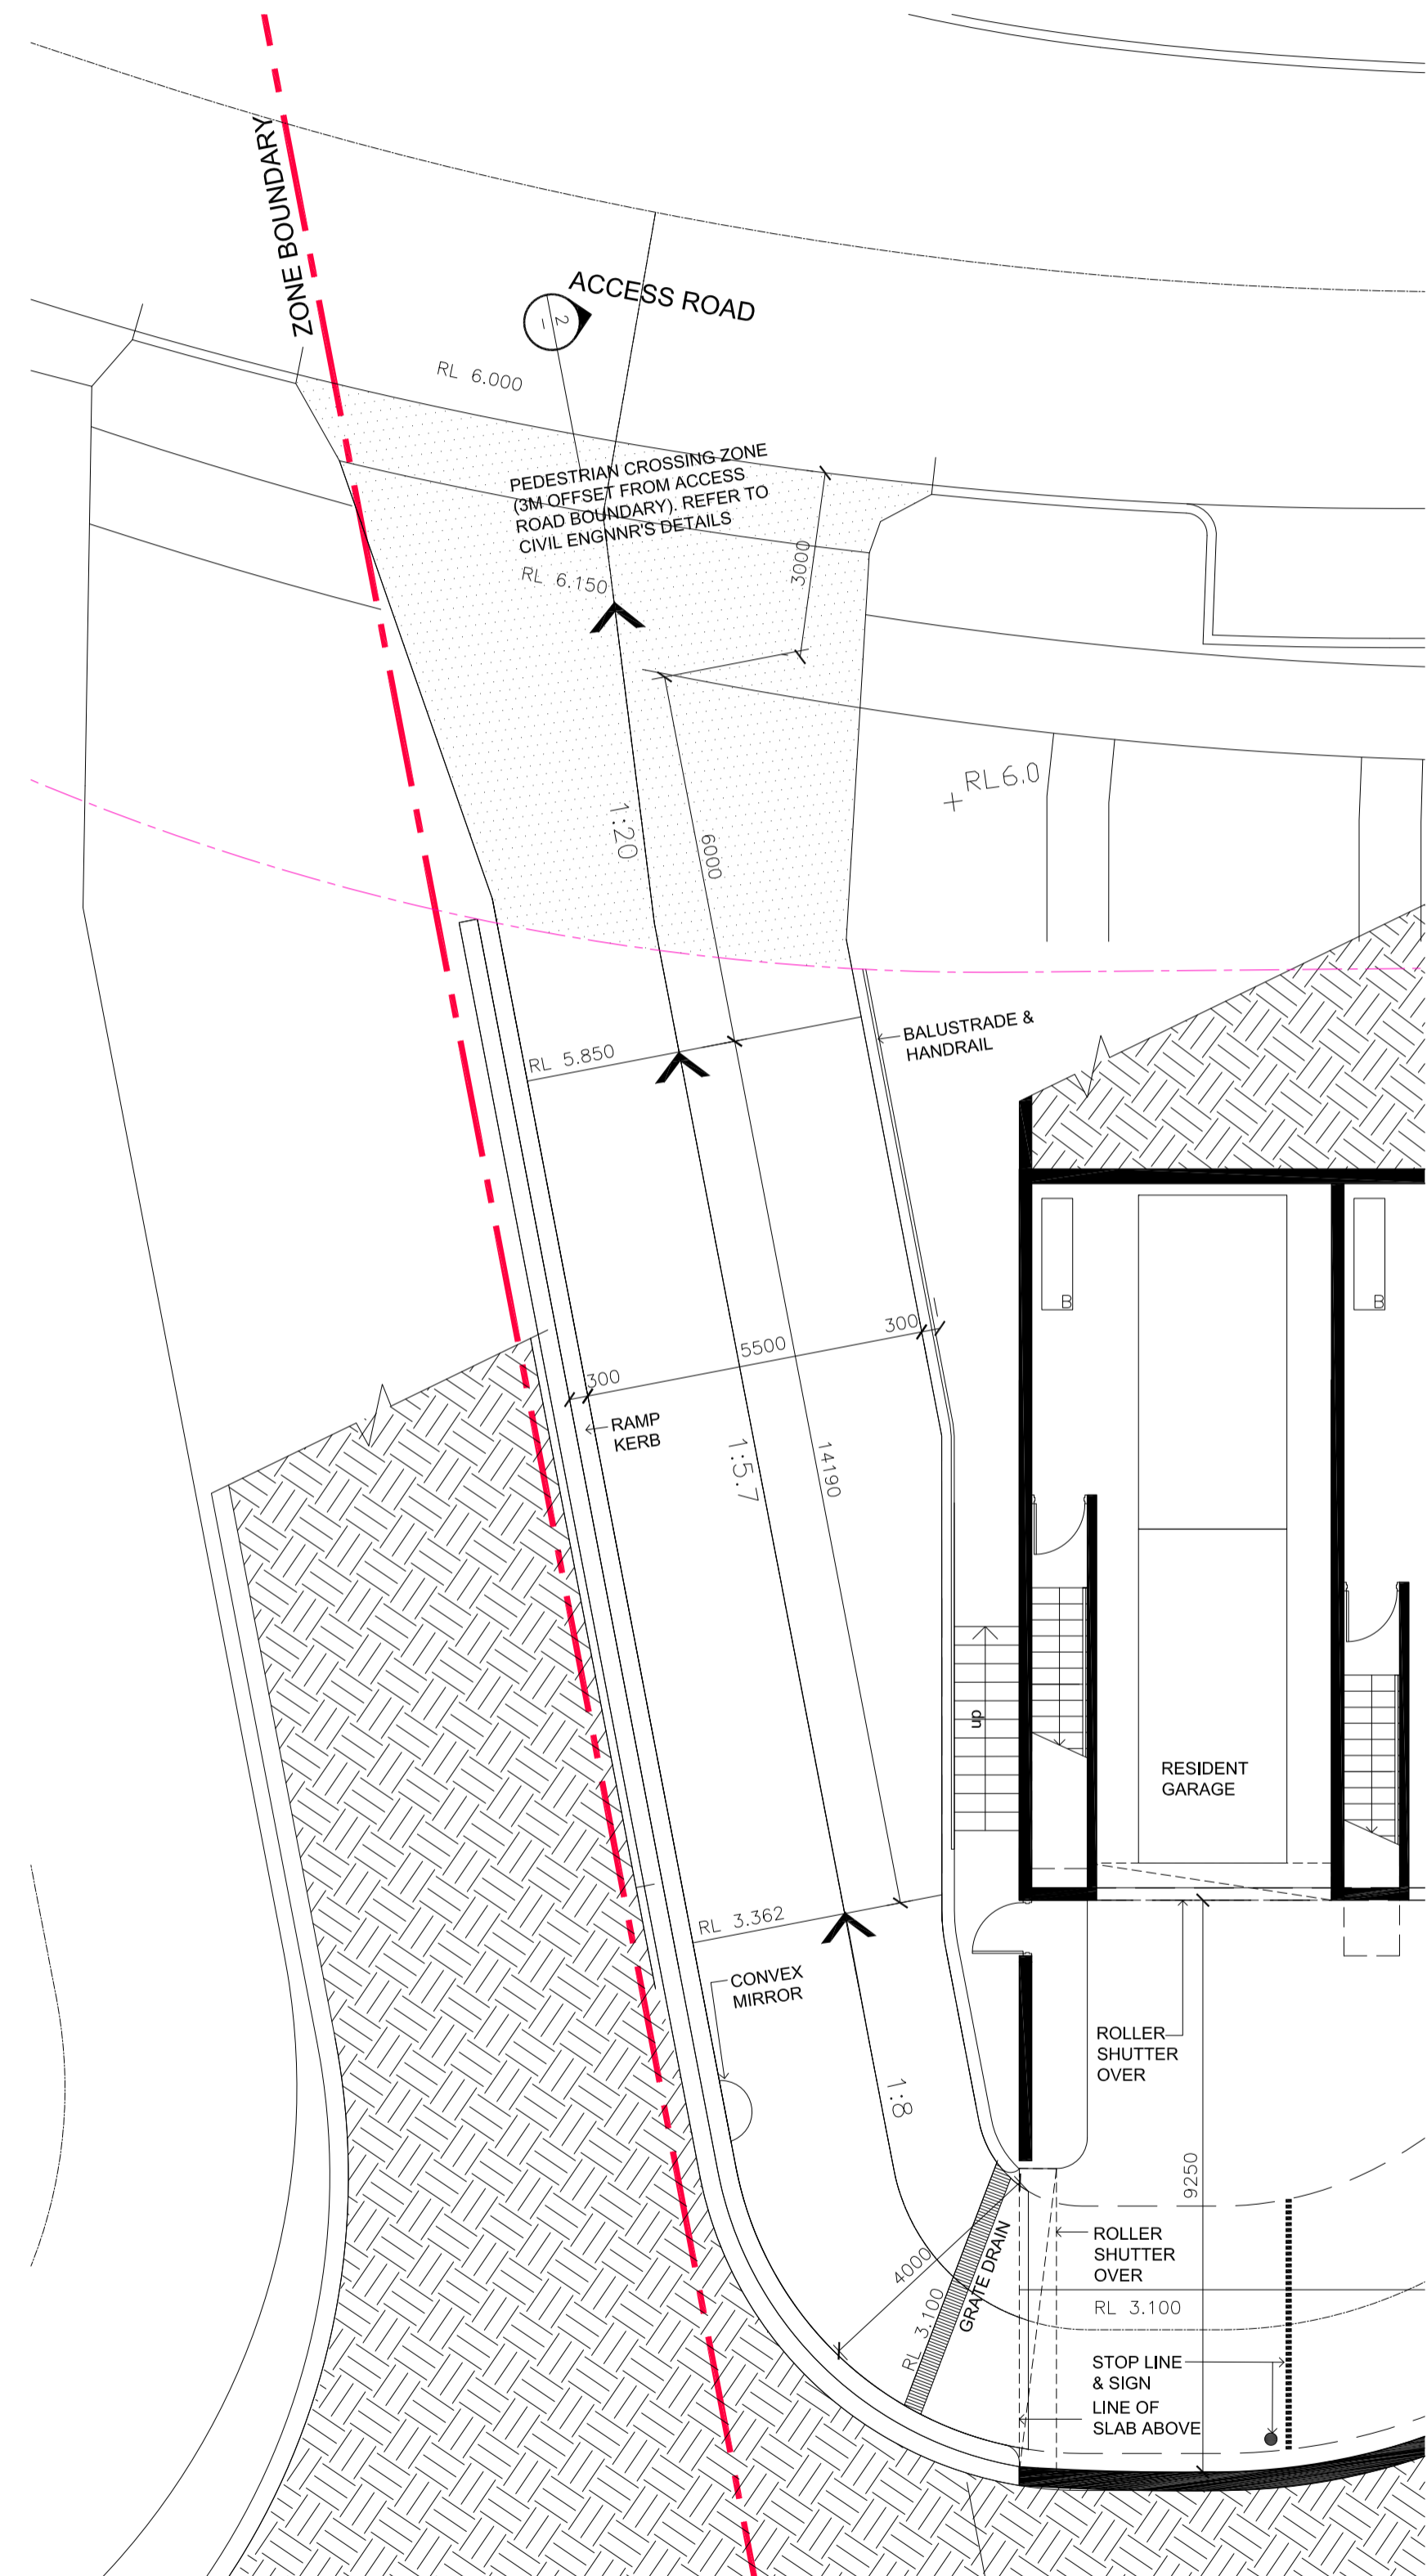 ZONE BOUNDARY
ACCESS ROAD
2
–
RL 6.000
PEDESTRIAN CROSSING ZONE
(3M OFFSET FROM ACCESS
ROAD BOUNDARY). REFER TO
CIVIL ENGNNR'S DETAILS
RL 6.150
3000
RL6.0
1:20
6000
RL 5.850
BALUSTRADE &
HANDRAIL
B
B
300
5500
300
RAMP
KERB
1:5.7
14190
up
RESIDENT
GARAGE
RL 3.362
CONVEX
MIRROR
ROLLER
SHUTTER
OVER
1:8
9250
4000
RL 3.100
GRATE DRAIN
ROLLER
SHUTTER
OVER
RL 3.100
STOP LINE
& SIGN
LINE OF
SLAB ABOVE